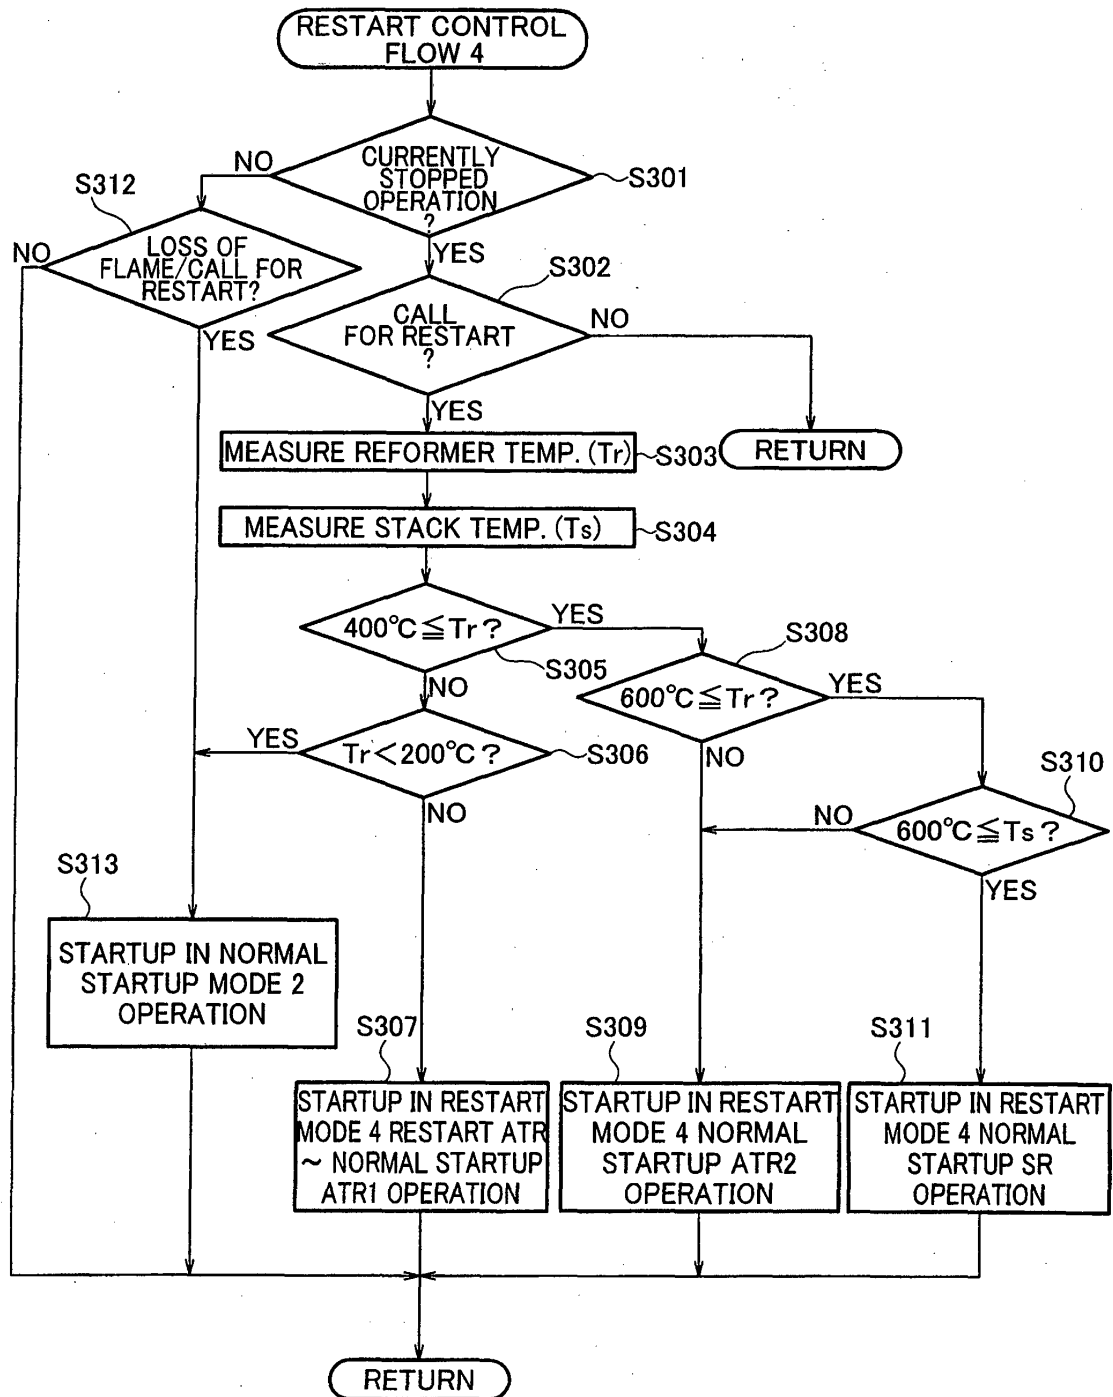 RESTART CONTROL
FLOW 4
NO
CURRENTLY
STOPPED
OPERATION
?
S301
S312
NO
LOSS OF
FLAME/CALL FOR
RESTART?
YES
YES
S302
CALL
FOR RESTART
?
NO
YES
MEASURE REFORMER TEMP. (Tr)
S303
RETURN
MEASURE STACK TEMP. (Ts)
S304
400°C≦Tr?
YES
S305
NO
S308
600°C≦Tr?
YES
NO
YES
Tr<200°C?
S306
NO
S310
NO
600°C≦Ts?
YES
S313
STARTUP IN NORMAL
STARTUP MODE 2
OPERATION
S307
STARTUP IN RESTART
MODE 4 RESTART ATR
～ NORMAL STARTUP
ATR1 OPERATION
S309
STARTUP IN RESTART
MODE 4 NORMAL
STARTUP ATR2
OPERATION
S311
STARTUP IN RESTART
MODE 4 NORMAL
STARTUP SR
OPERATION
RETURN